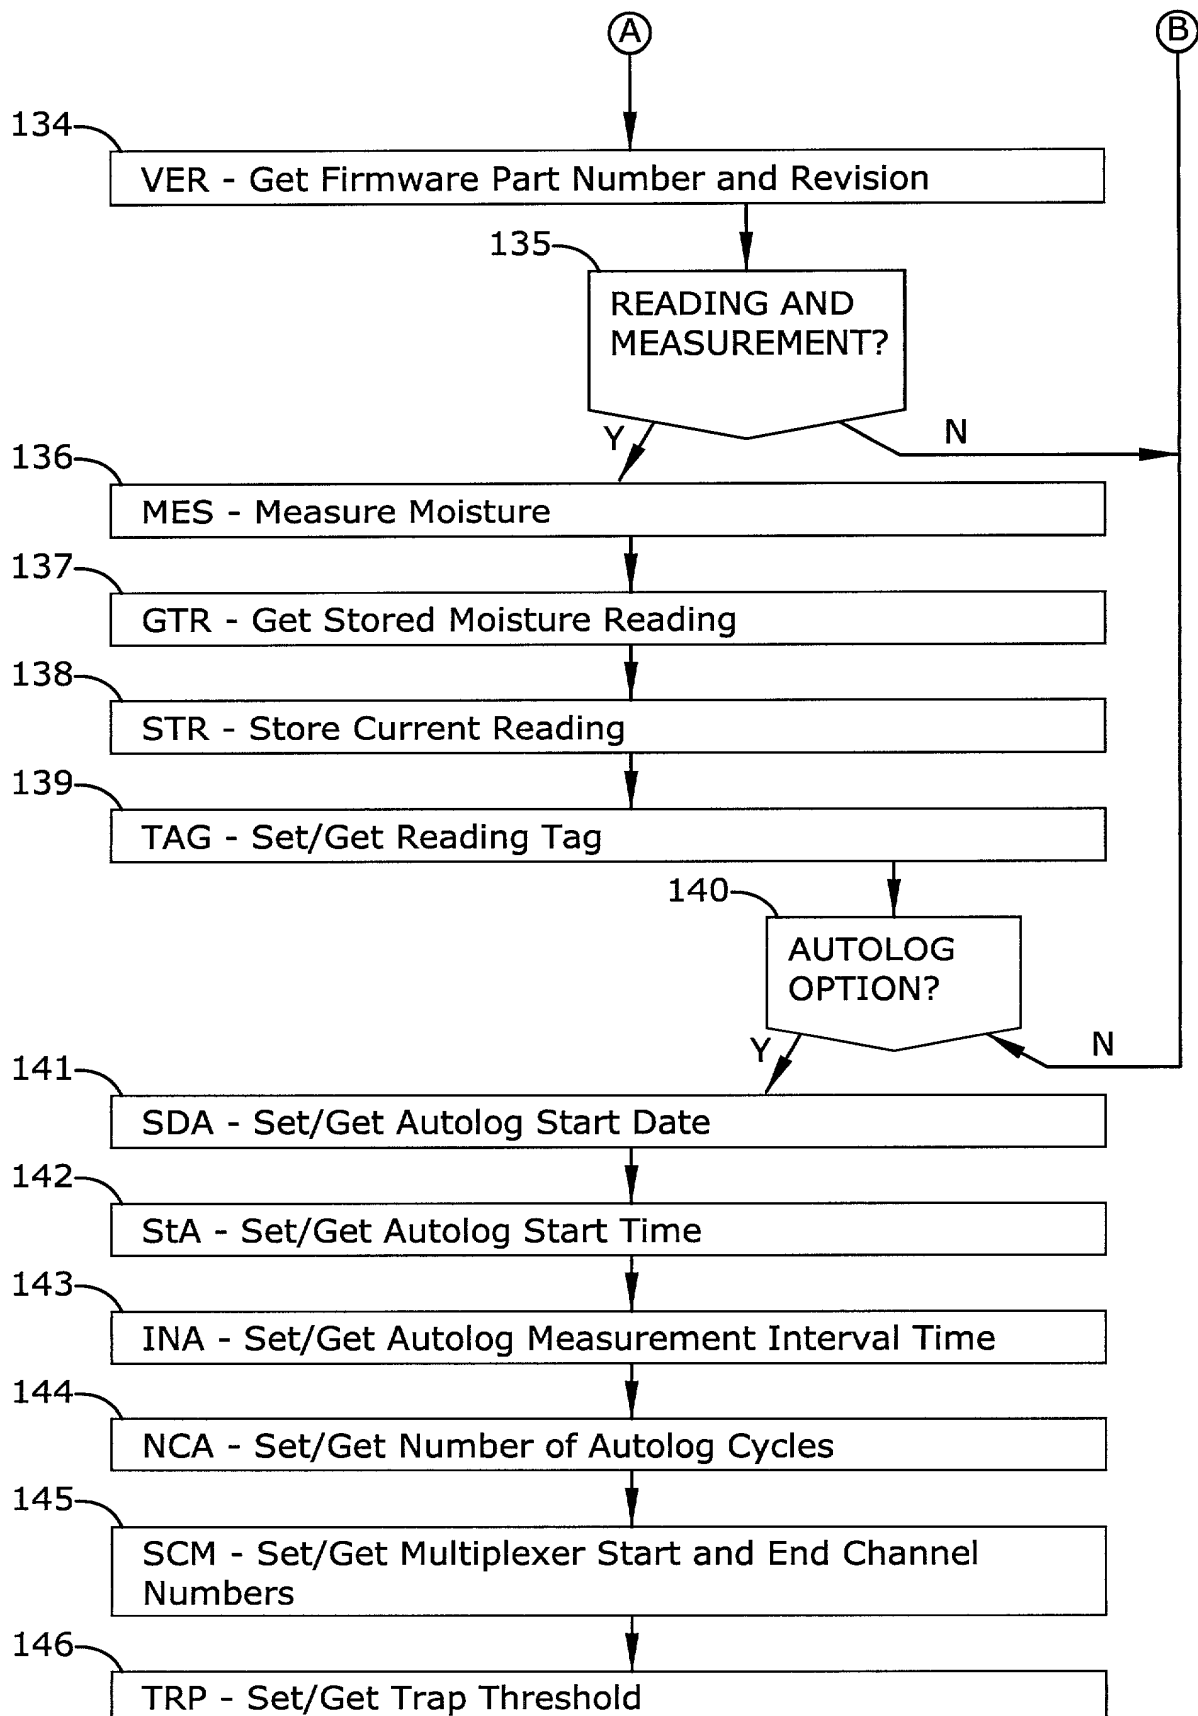 A
B
134
VER - Get Firmware Part Number and Revision
135
READING AND
MEASUREMENT?
Y
N
136
MES - Measure Moisture
137
GTR - Get Stored Moisture Reading
138
STR - Store Current Reading
139
TAG - Set/Get Reading Tag
140
AUTOLOG
OPTION?
Y
N
141
SDA - Set/Get Autolog Start Date
142
StA - Set/Get Autolog Start Time
143
INA - Set/Get Autolog Measurement Interval Time
144
NCA - Set/Get Number of Autolog Cycles
145
SCM - Set/Get Multiplexer Start and End Channel
Numbers
146
TRP - Set/Get Trap Threshold